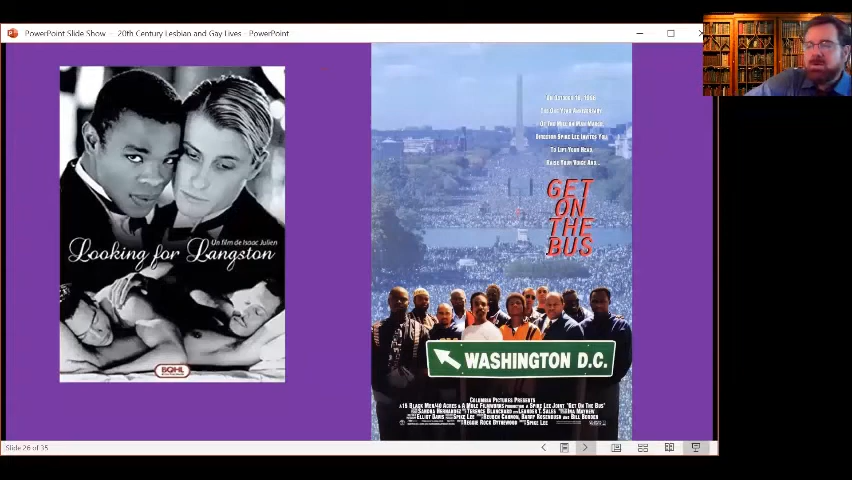 PowerPoint Slide Show - 20th Century Lesbian and Gay Lives - PowerPoint
Un film de Isaac Julien
Looking for Langston
BQHL
ON OCTOBER 16, 1996
THE ONE YEAR ANNIVERSARY
OF THE MILLION MAN MARCH
DIRECTOR SPIKE LEE INVITES YOU
TO LIFT YOUR HEAD,
RAISE YOUR VOICE AND...
GET
ON
THE
BUS
WASHINGTON D.C.
COLUMBIA PICTURES PRESENTS
Slide 26 of 35